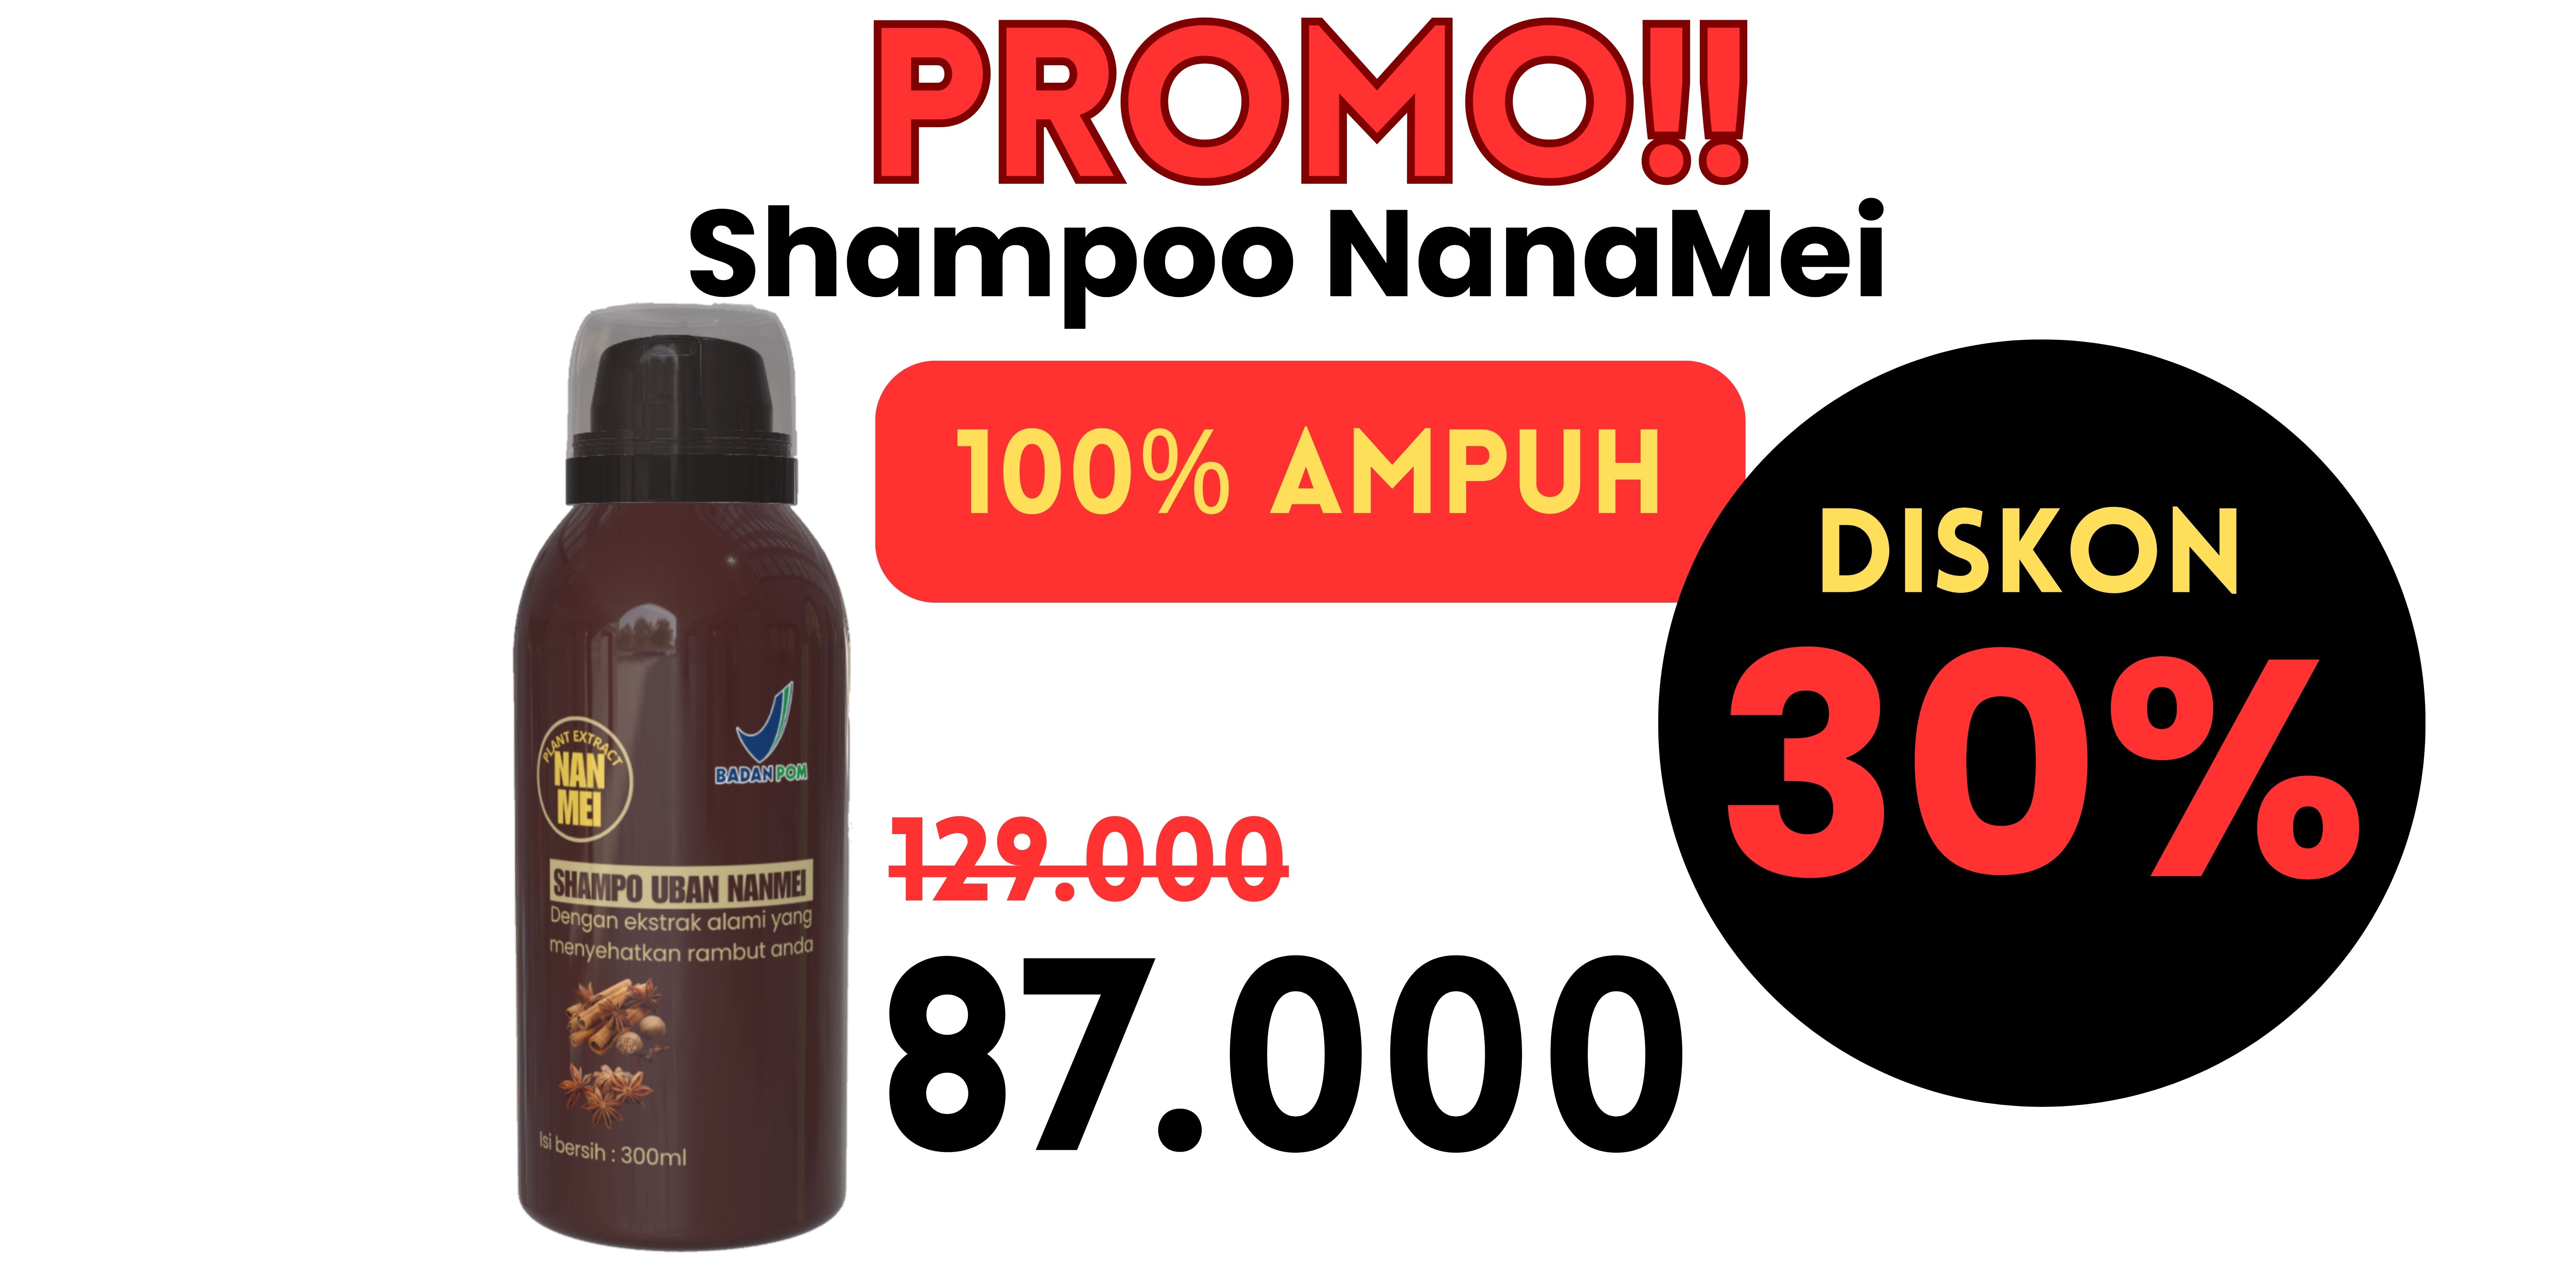 PROMO!!
Shampoo NanaMei
100% AMPUH
DISKON
30%
129.000
87.000
PLANT EXTRACT
NAN
MEI
BADAN POM
SHAMPO UBAN NANMEI
Dengan ekstrak alami yang
menyehatkan rambut anda
Isi bersih : 300ml